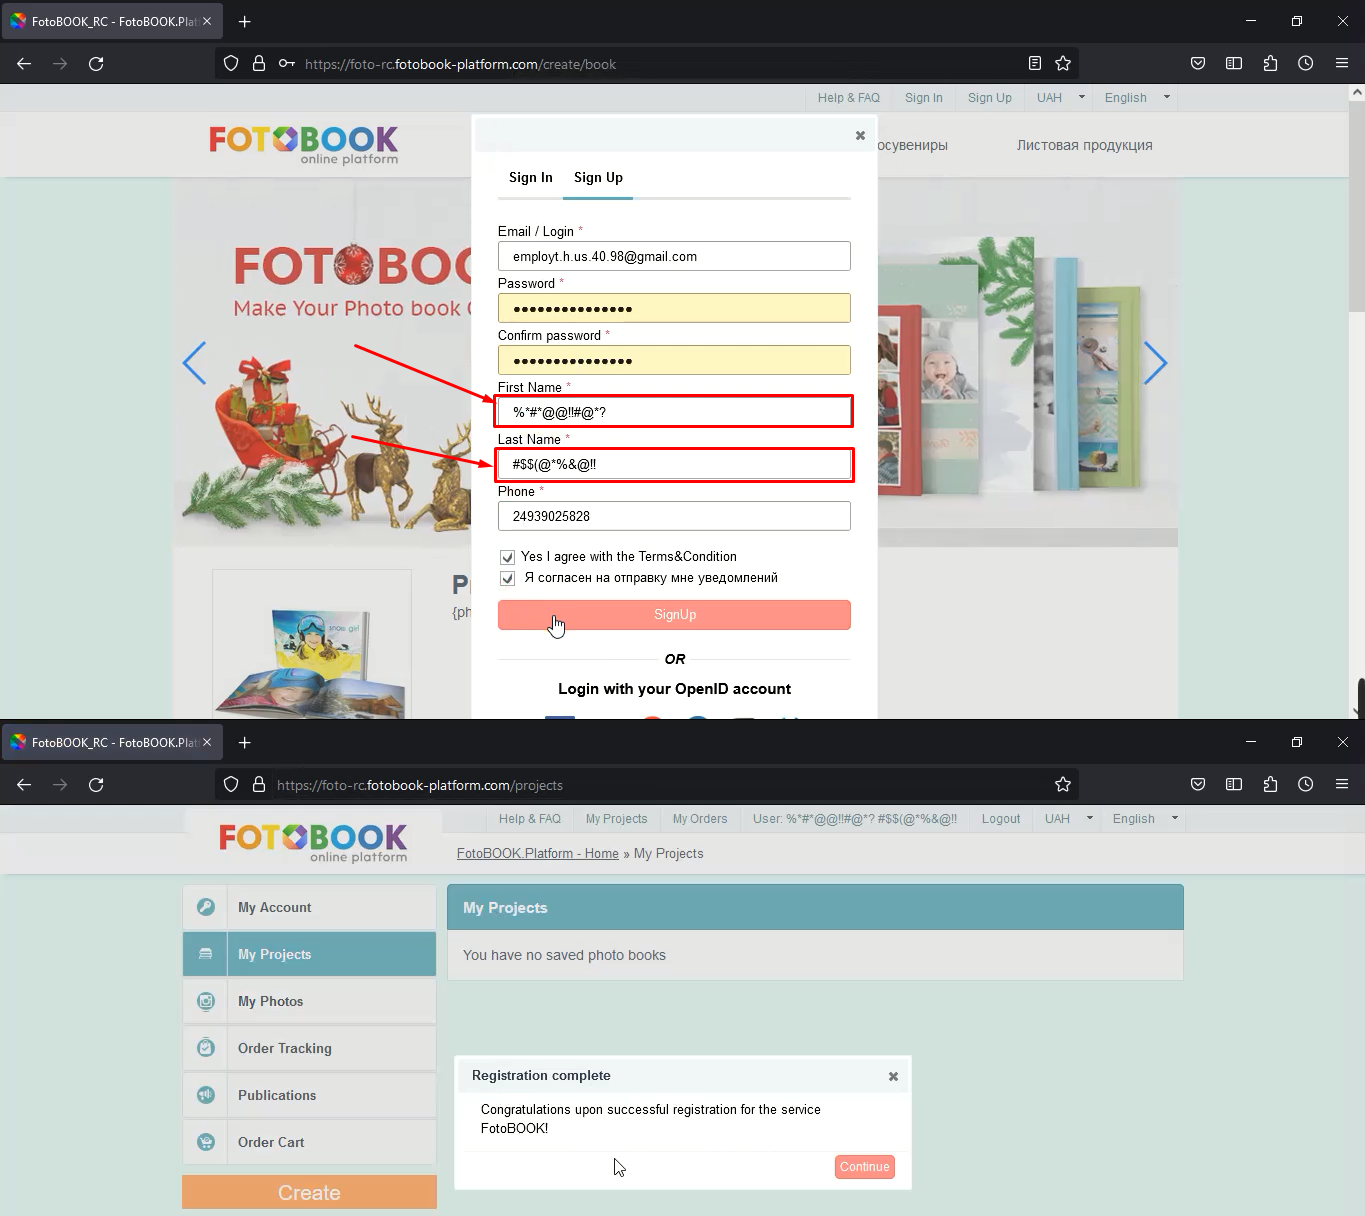 FotoBOOK_RC - FotoBOOK.Plat
https://foto-rc.fotobook-platform.com/create/book
Help & FAQ Sign In Sign Up UAH English
FOTOBOOK
online platform
осувениры Листовая продукция
Sign In Sign Up
FOTOBOO
Make Your Photo book
Email / Login *
employt.h.us.40.98@gmail.com
Password *
Confirm password *
First Name *
%*#*@@!!#@*?
Last Name *
#$$(@*%&@!!
Phone *
24939025828
Yes I agree with the Terms&Condition
Я согласен на отправку мне уведомлений
SignUp
{ph
snow girl
OR
Login with your OpenID account
FotoBOOK_RC - FotoBOOK.Plat
https://foto-rc.fotobook-platform.com/projects
Help & FAQ My Projects My Orders User: %*#*@@!!#@*? #$$(@*%&@!! Logout UAH English
FOTOBOOK
online platform
FotoBOOK.Platform - Home » My Projects
My Account
My Projects
My Photos
Order Tracking
Publications
Order Cart
Create
My Projects
You have no saved photo books
Registration complete
Congratulations upon successful registration for the service
FotoBOOK!
Continue